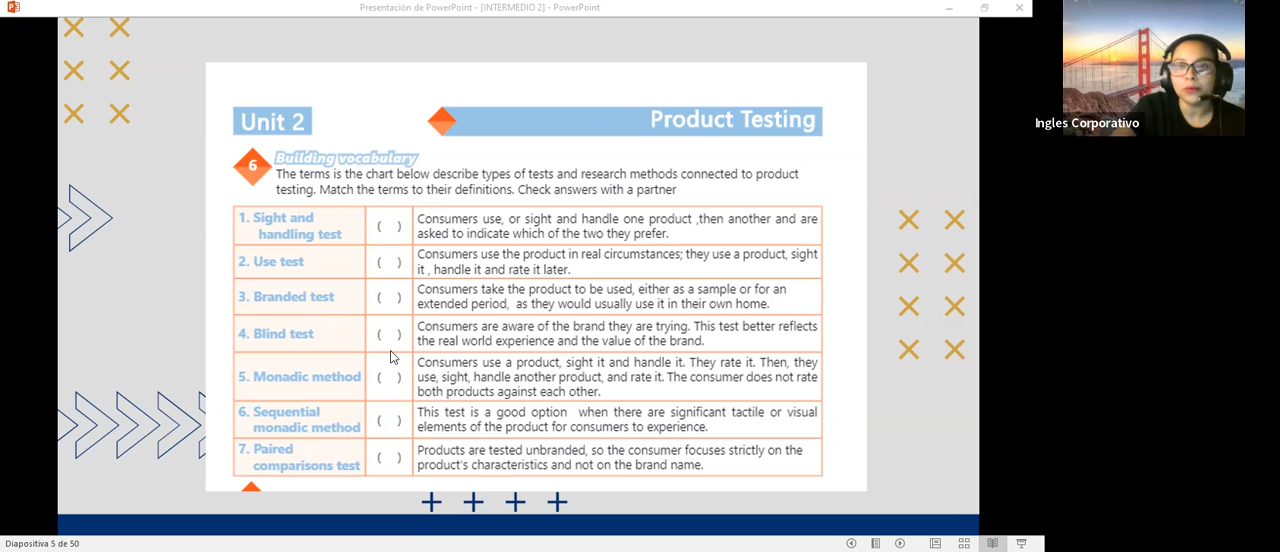 Presentación de PowerPoint - [INTERMEDIO 2] - PowerPoint
Ingles Corporativo
Unit 2
Product Testing
6
Building vocabulary
The terms is the chart below describe types of tests and research methods connected to product
testing. Match the terms to their definitions. Check answers with a partner
1. Sight and
handling test
( )
Consumers use, or sight and handle one product ,then another and are
asked to indicate which of the two they prefer.
2. Use test
( )
Consumers use the product in real circumstances; they use a product, sight
it , handle it and rate it later.
3. Branded test
( )
Consumers take the product to be used, either as a sample or for an
extended period, as they would usually use it in their own home.
4. Blind test
( )
Consumers are aware of the brand they are trying. This test better reflects
the real world experience and the value of the brand.
5. Monadic method
( )
Consumers use a product, sight it and handle it. They rate it. Then, they
use, sight, handle another product, and rate it. The consumer does not rate
both products against each other.
6. Sequential
monadic method
( )
This test is a good option when there are significant tactile or visual
elements of the product for consumers to experience.
7. Paired
comparisons test
( )
Products are tested unbranded, so the consumer focuses strictly on the
product's characteristics and not on the brand name.
Diapositiva 5 de 50